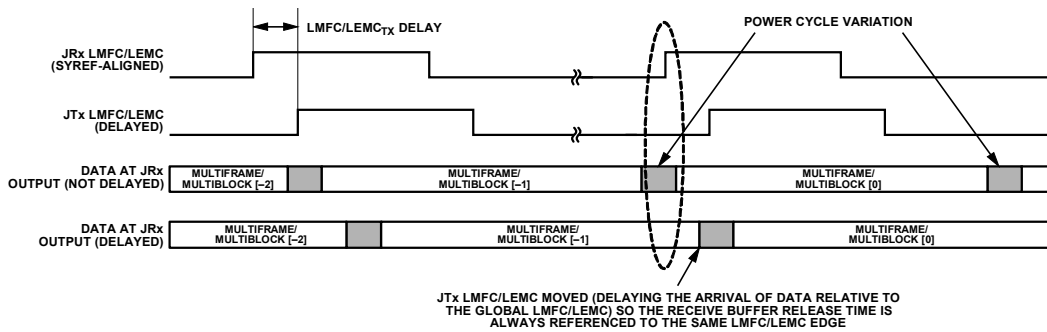 LMFC/LEMCTX DELAY
POWER CYCLE VARIATION
JRx LMFC/LEMC
(SYREF-ALIGNED)
JTx LMFC/LEMC
(DELAYED)
DATA AT JRx
OUTPUT (NOT DELAYED)
MULTIFRAME/
MULTIBLOCK [–2]
MULTIFRAME/
MULTIBLOCK [–1]
MULTIFRAME/
MULTIBLOCK [0]
DATA AT JRx
OUTPUT (DELAYED)
MULTIFRAME/
MULTIBLOCK [–2]
MULTIFRAME/
MULTIBLOCK [–1]
MULTIFRAME/
MULTIBLOCK [0]
JTx LMFC/LEMC MOVED (DELAYING THE ARRIVAL OF DATA RELATIVE TO
THE GLOBAL LMFC/LEMC) SO THE RECEIVE BUFFER RELEASE TIME IS
ALWAYS REFERENCED TO THE SAME LMFC/LEMC EDGE